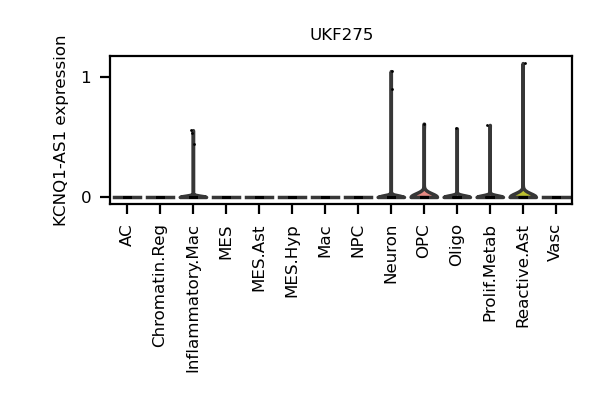 UKF275
KCNQ1-AS1 expression
1
0
AC
Chromatin.Reg
Inflammatory.Mac
MES
MES.Ast
MES.Hyp
Mac
NPC
Neuron
OPC
Oligo
Prolif.Metab
Reactive.Ast
Vasc